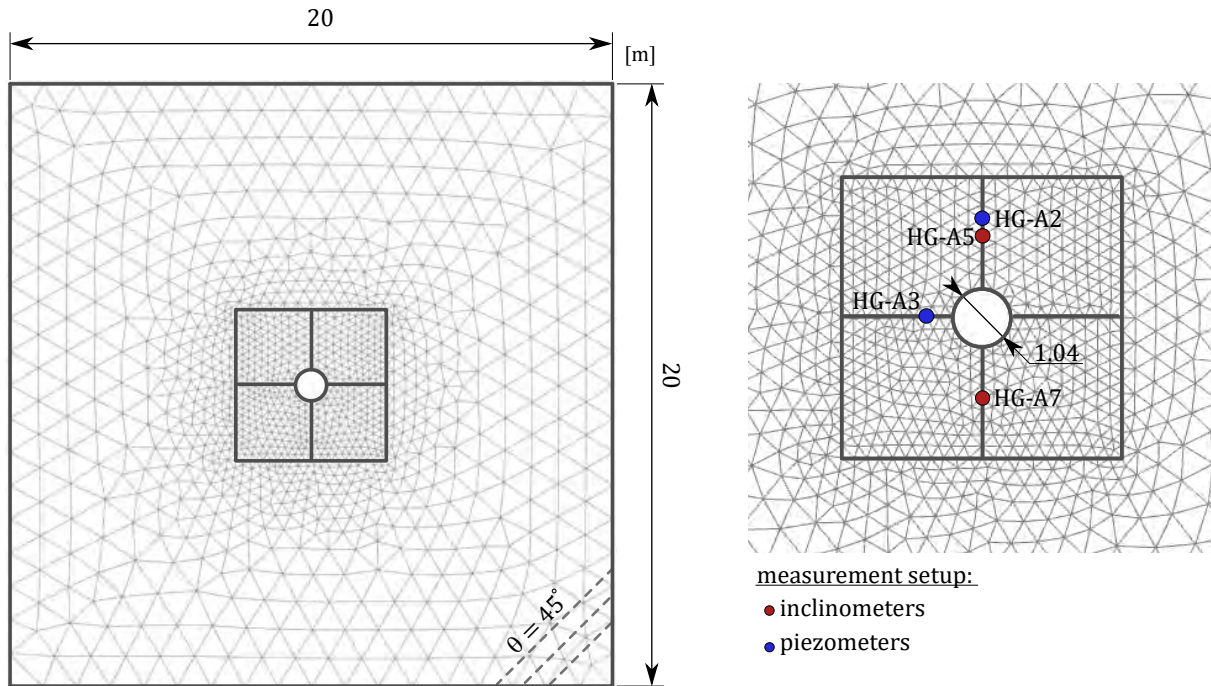 20
[m]
20
θ = 45°
HG-A2
HG-A5
HG-A3
1.04
HG-A7
measurement setup:
inclinometers
piezometers